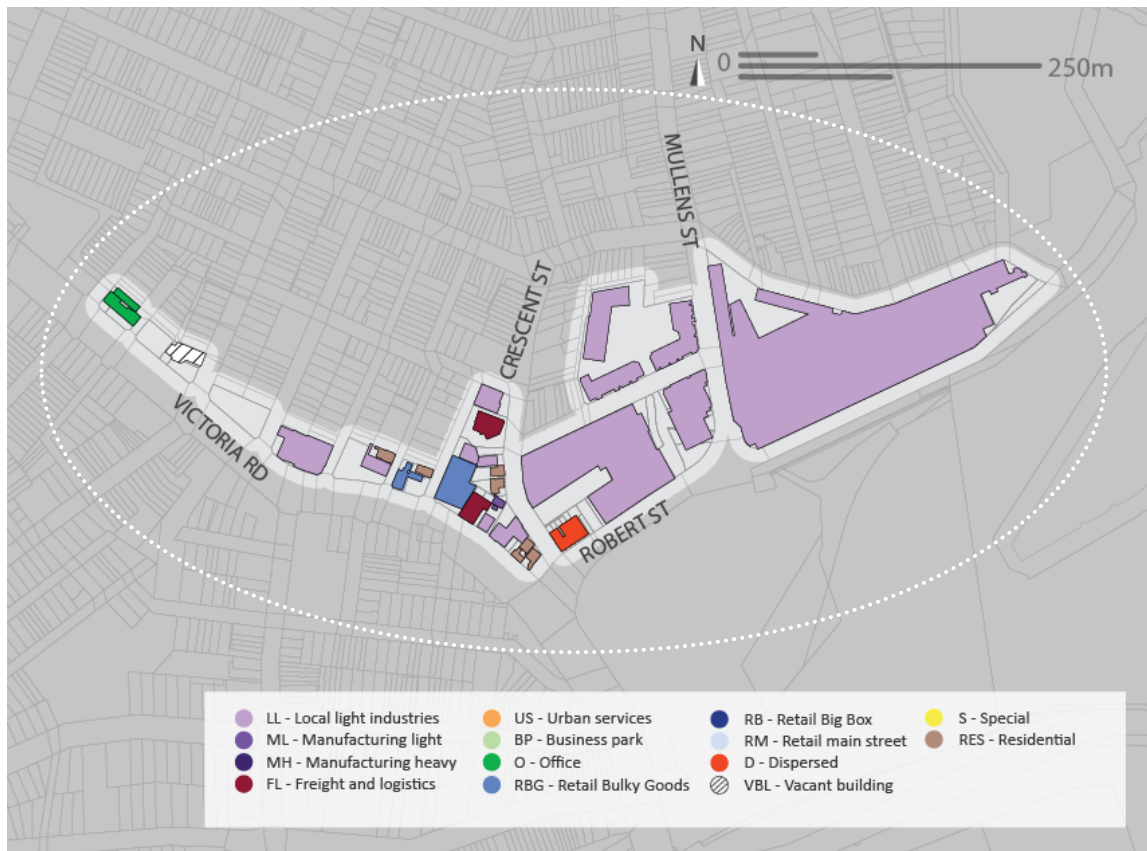 N
0
250m
MULLENS ST
CRESCENT ST
VICTORIA RD
ROBERT ST
LL - Local light industries
ML - Manufacturing light
MH - Manufacturing heavy
FL - Freight and logistics
US - Urban services
BP - Business park
O - Office
RBG - Retail Bulky Goods
RB - Retail Big Box
RM - Retail main street
D - Dispersed
VBL - Vacant building
S - Special
RES - Residential